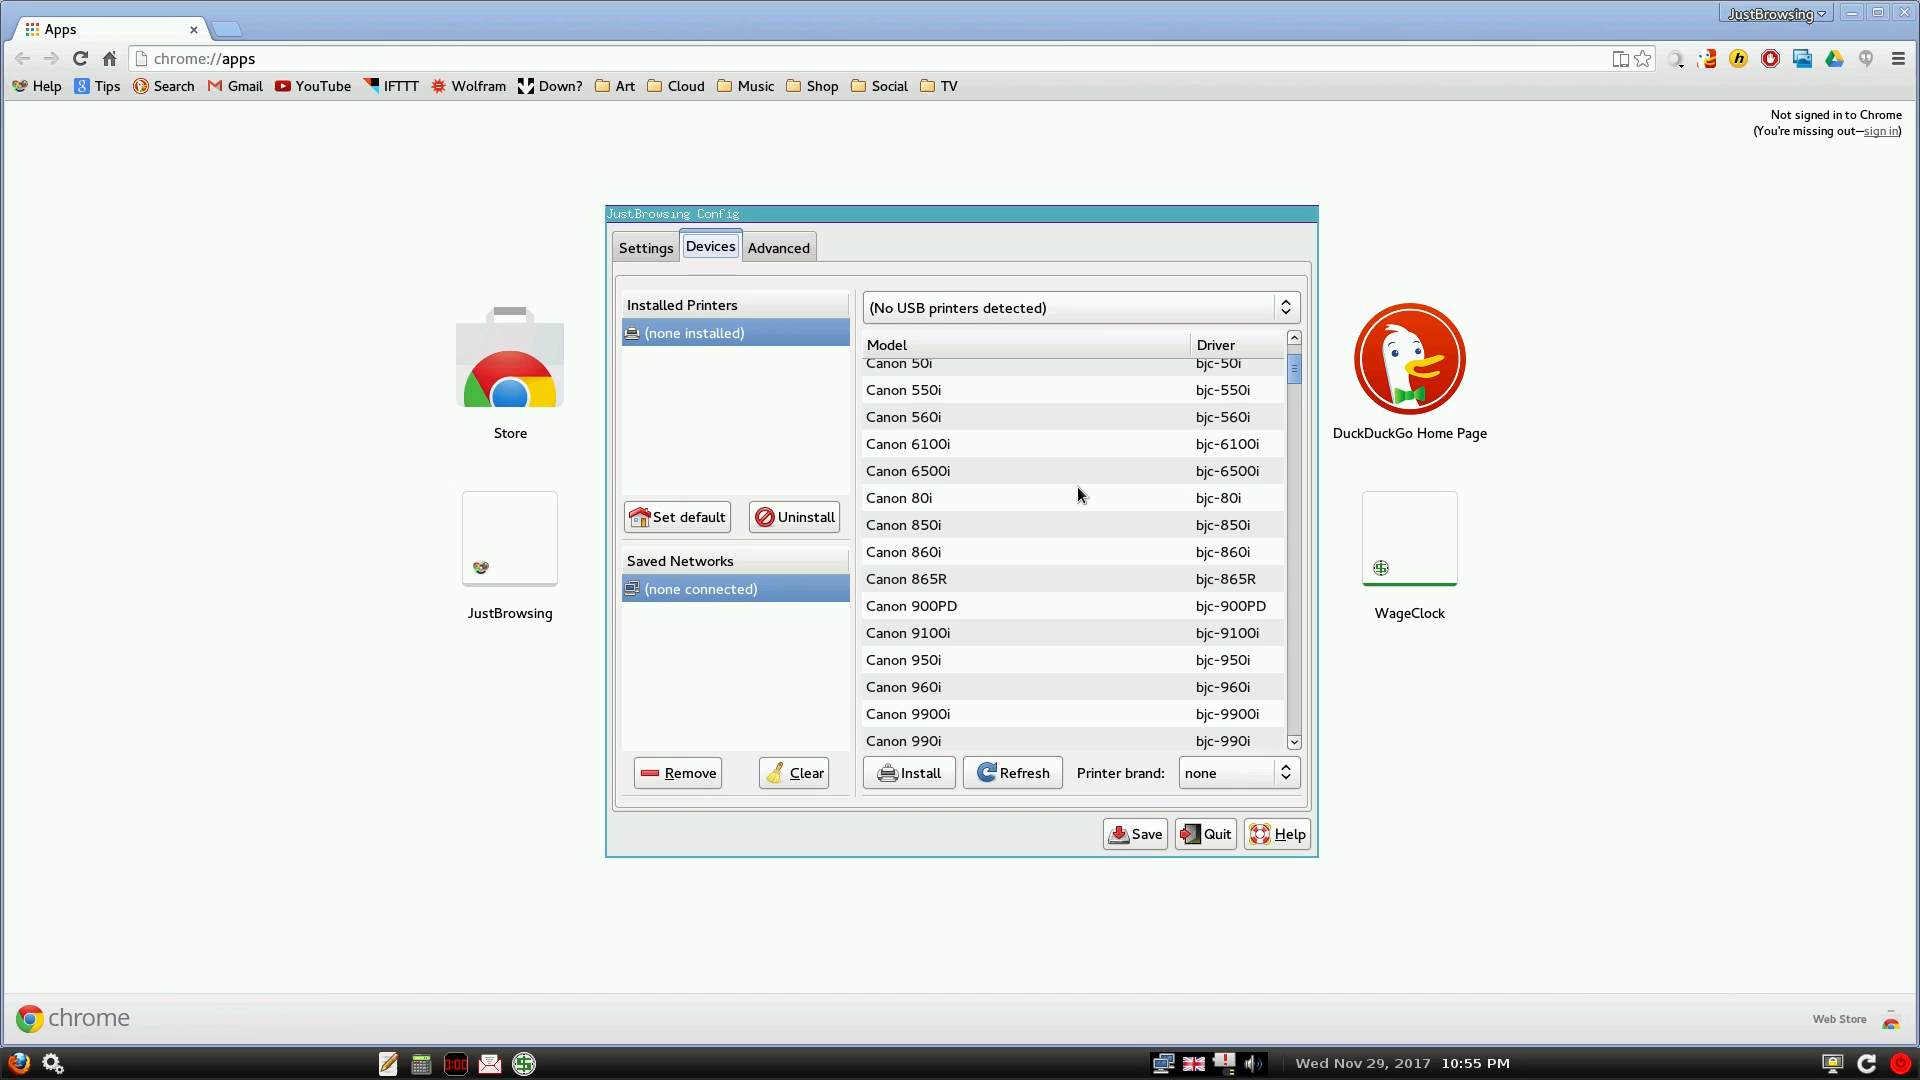 Apps
JustBrowsing
chrome://apps
Help Tips Search Gmail YouTube IFTTT Wolfram Down? Art Cloud Music Shop Social TV
Not signed in to Chrome
(You're missing out—sign in)
JustBrowsing Config
Settings Devices Advanced
Installed Printers
(none installed)
Set default Uninstall
Saved Networks
(none connected)
Remove Clear
(No USB printers detected)
Model Driver
Canon 50i bjc-50i
Canon 550i bjc-550i
Canon 560i bjc-560i
Canon 6100i bjc-6100i
Canon 6500i bjc-6500i
Canon 80i bjc-80i
Canon 850i bjc-850i
Canon 860i bjc-860i
Canon 865R bjc-865R
Canon 900PD bjc-900PD
Canon 9100i bjc-9100i
Canon 950i bjc-950i
Canon 960i bjc-960i
Canon 9900i bjc-9900i
Canon 990i bjc-990i
Install Refresh Printer brand: none
Save Quit Help
Store
JustBrowsing
DuckDuckGo Home Page
WageClock
chrome
Web Store
0:00
Wed Nov 29, 2017 10:55 PM